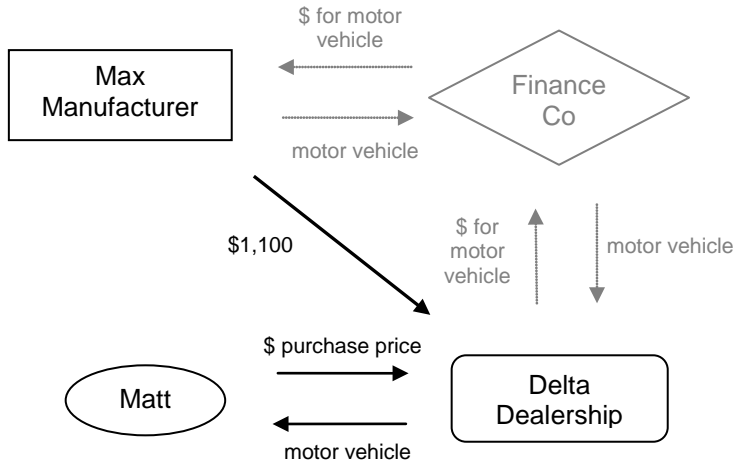 $ for motor
vehicle
Max
Manufacturer
Finance
Co
motor vehicle
$1,100
$ for
motor
vehicle
motor vehicle
$ purchase price
Matt
Delta
Dealership
motor vehicle